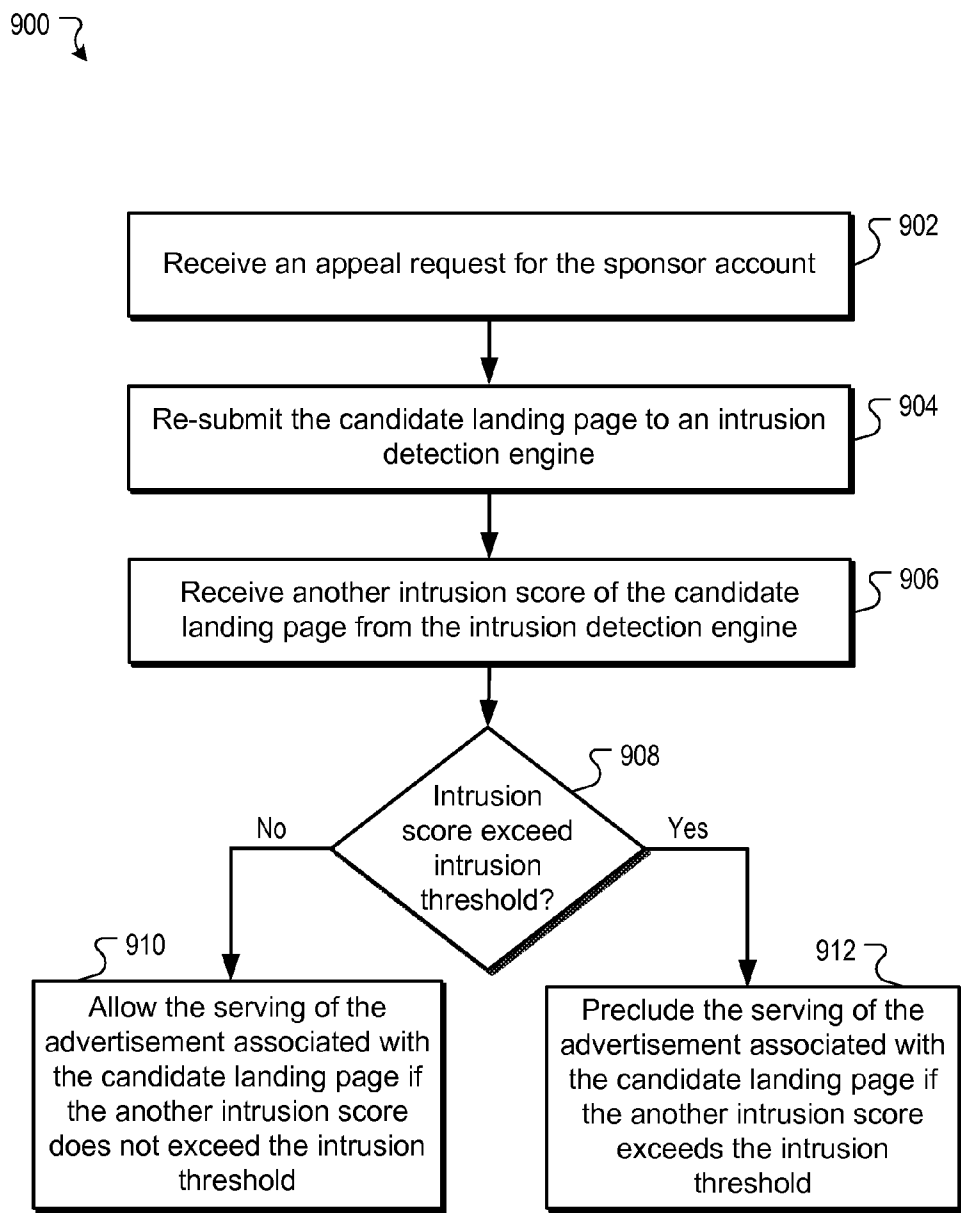 900
902
Receive an appeal request for the sponsor account
904
Re-submit the candidate landing page to an intrusion
detection engine
906
Receive another intrusion score of the candidate
landing page from the intrusion detection engine
908
Intrusion
score exceed
intrusion
threshold?
No
Yes
910
Allow the serving of the
advertisement associated with
the candidate landing page if
the another intrusion score
does not exceed the intrusion
threshold
912
Preclude the serving of the
advertisement associated with
the candidate landing page if
the another intrusion score
exceeds the intrusion
threshold